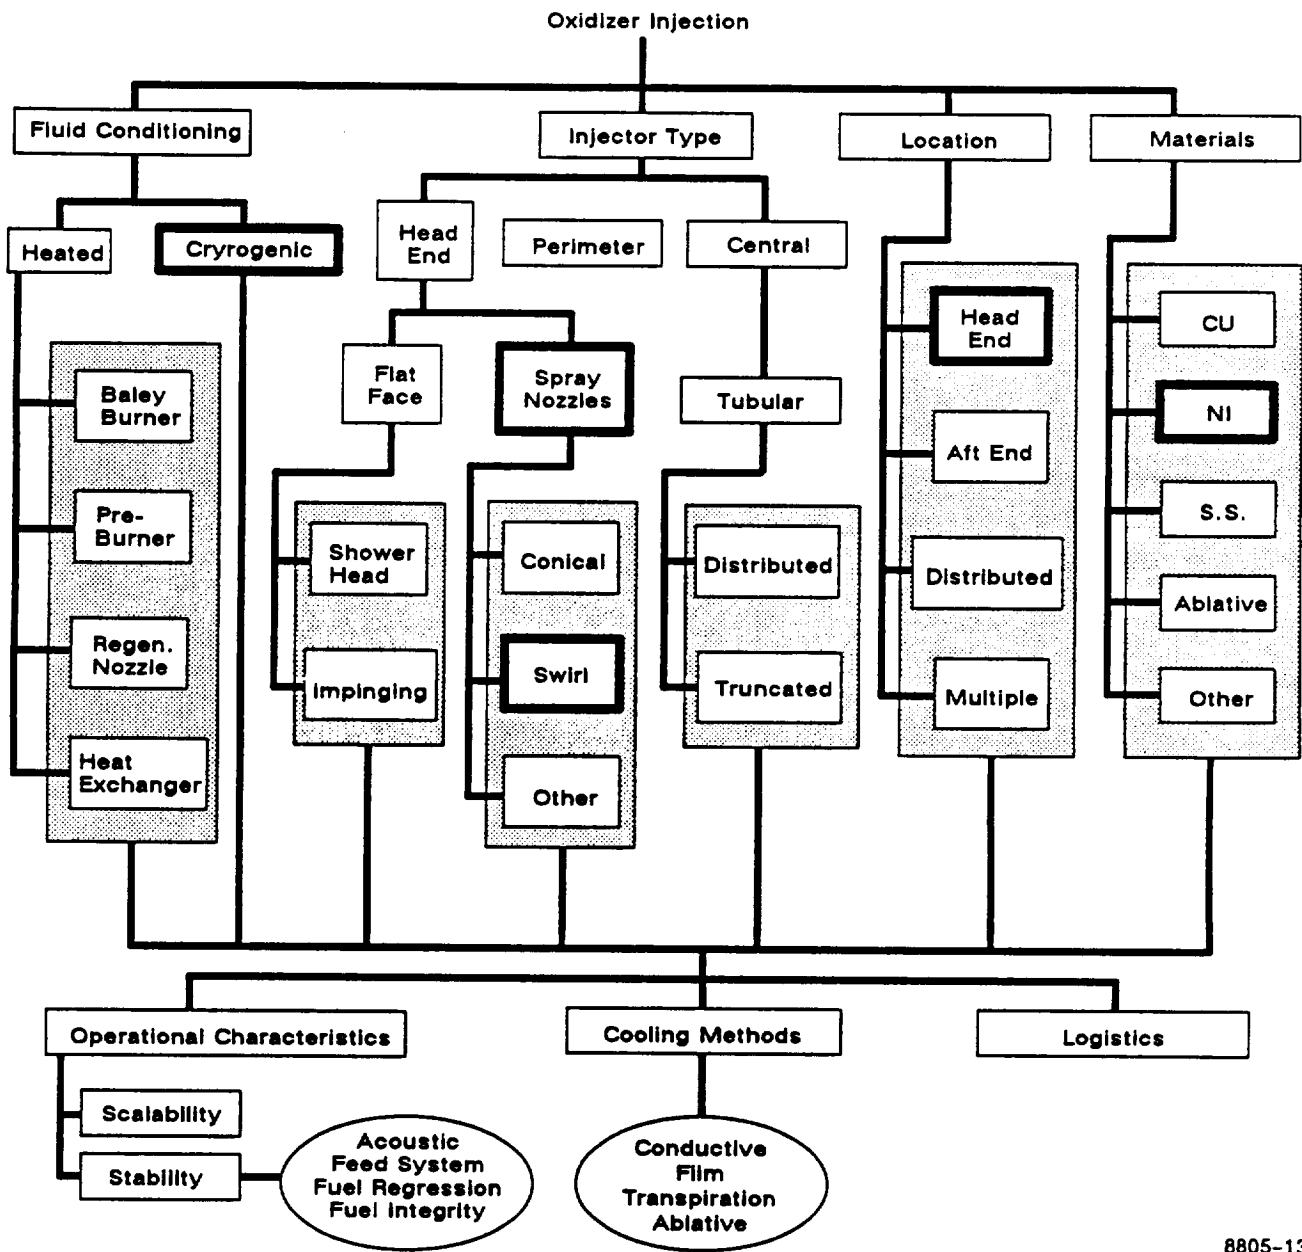 Oxidizer Injection
Fluid Conditioning
Injector Type
Location
Materials
Heated
Cryrogenic
Head
End
Perimeter
Central
Flat
Face
Spray
Nozzles
Tubular
Baley
Burner
Pre-
Burner
Regen.
Nozzle
Heat
Exchanger
Shower
Head
Impinging
Conical
Swirl
Other
Distributed
Truncated
Head
End
Aft End
Distributed
Multiple
CU
NI
S.S.
Ablative
Other
Operational Characteristics
Cooling Methods
Logistics
Scalability
Stability
Acoustic
Feed System
Fuel Regression
Fuel Integrity
Conductive
Film
Transpiration
Ablative
8805-13